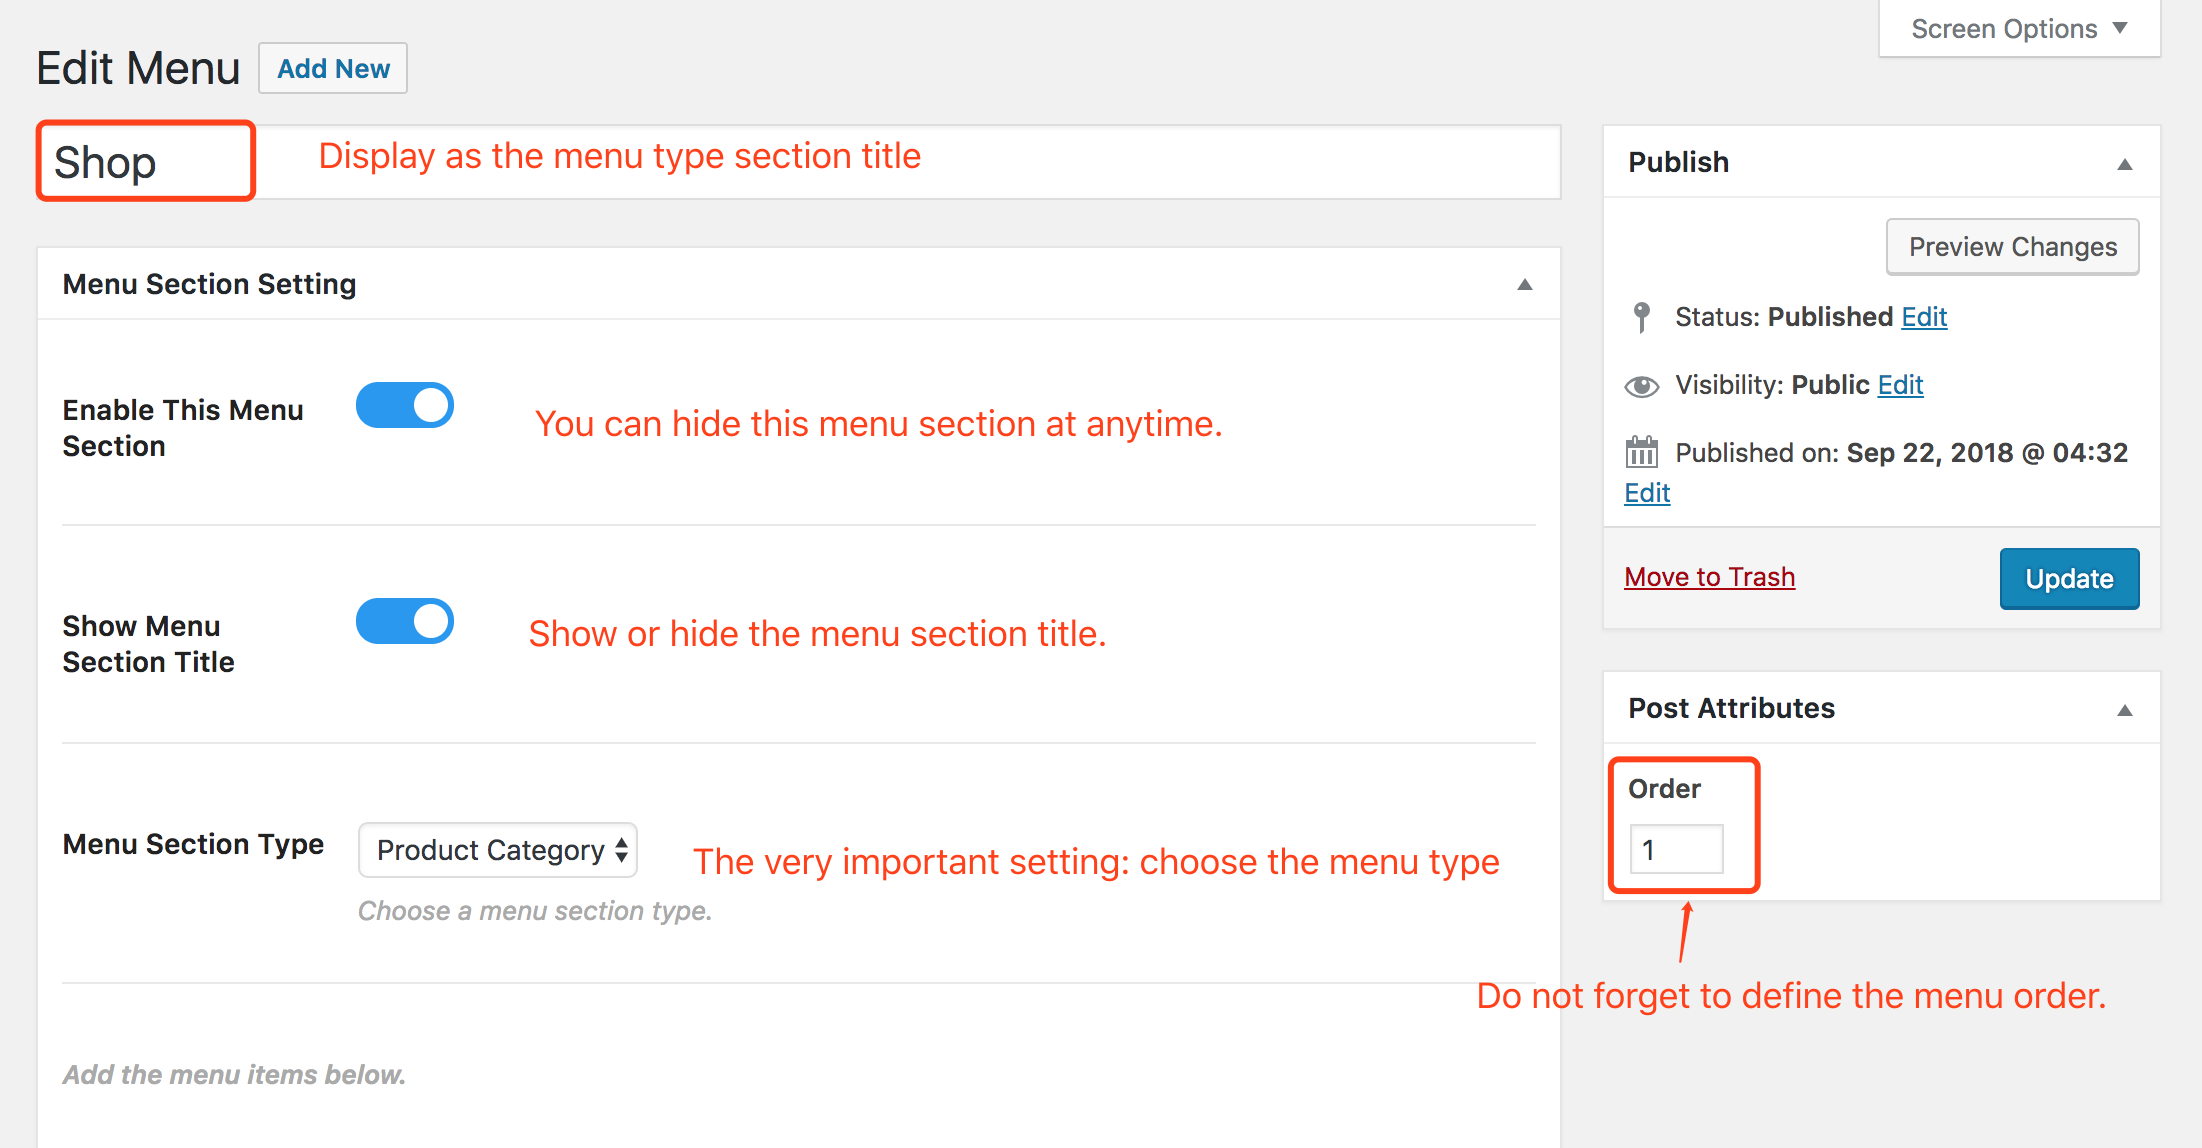 Screen Options
Edit Menu Add New
Shop Display as the menu type section title
Menu Section Setting
Enable This Menu
Section
You can hide this menu section at anytime.
Show Menu
Section Title
Show or hide the menu section title.
Menu Section Type Product Category The very important setting: choose the menu type
Choose a menu section type.
Add the menu items below.
Publish
Preview Changes
Status: Published Edit
Visibility: Public Edit
Published on: Sep 22, 2018 @ 04:32
Edit
Move to Trash Update
Post Attributes
Order
1
Do not forget to define the menu order.